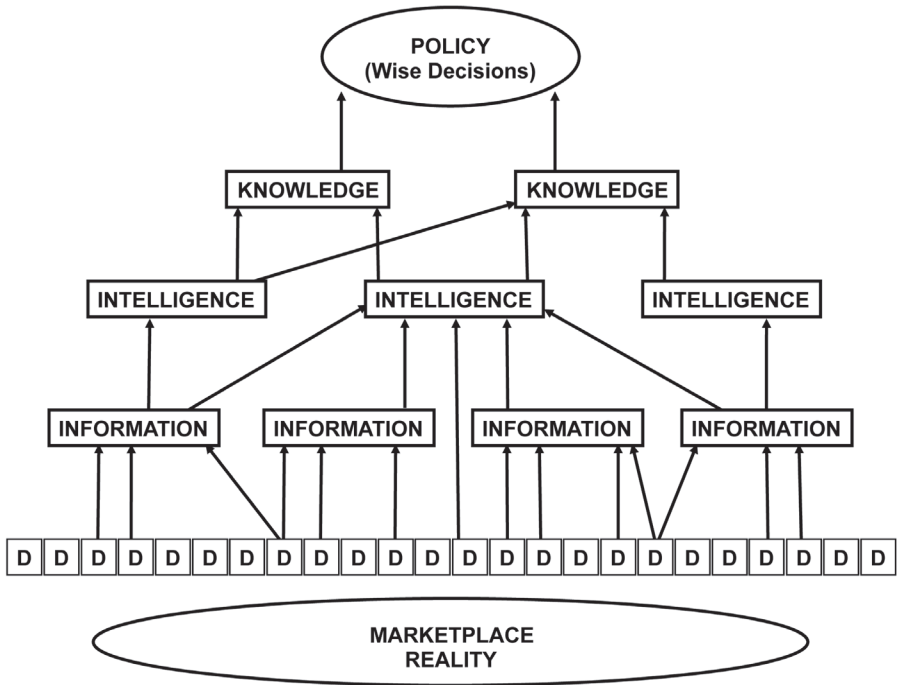 POLICY
(Wise Decisions)
KNOWLEDGE KNOWLEDGE
INTELLIGENCE INTELLIGENCE INTELLIGENCE
INFORMATION INFORMATION INFORMATION INFORMATION
D D D D D D D D D D D D D D D D D D D D D D D D
MARKETPLACE
REALITY